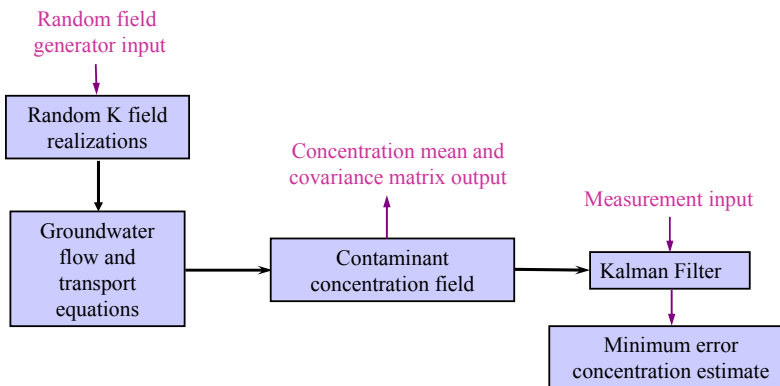 Random field
generator input
Random K field
realizations
Concentration mean and
covariance matrix output
Measurement input
Groundwater
flow and
transport
equations
Contaminant
concentration field
Kalman Filter
Minimum error
concentration estimate